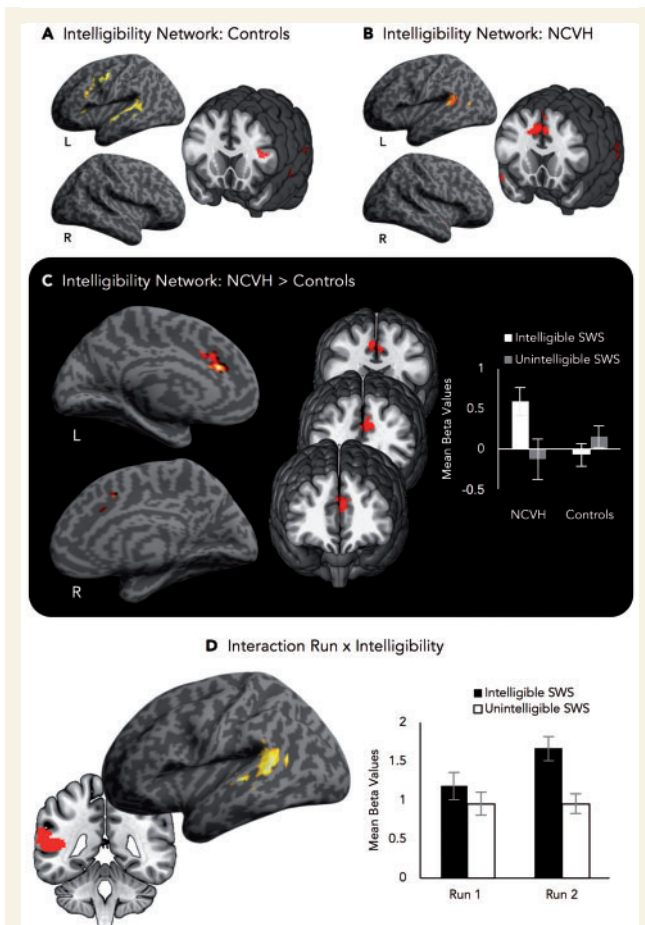 A Intelligibility Network: Controls
B Intelligibility Network: NCVH
L
R
L
R
C Intelligibility Network: NCVH > Controls
L
R
Intelligible SWS
Unintelligible SWS
Mean Beta Values
1
0.5
0
-0.5
NCVH Controls
D Interaction Run x Intelligibility
Intelligible SWS
Unintelligible SWS
Mean Beta Values
2
1.5
1
0.5
0
Run 1 Run 2